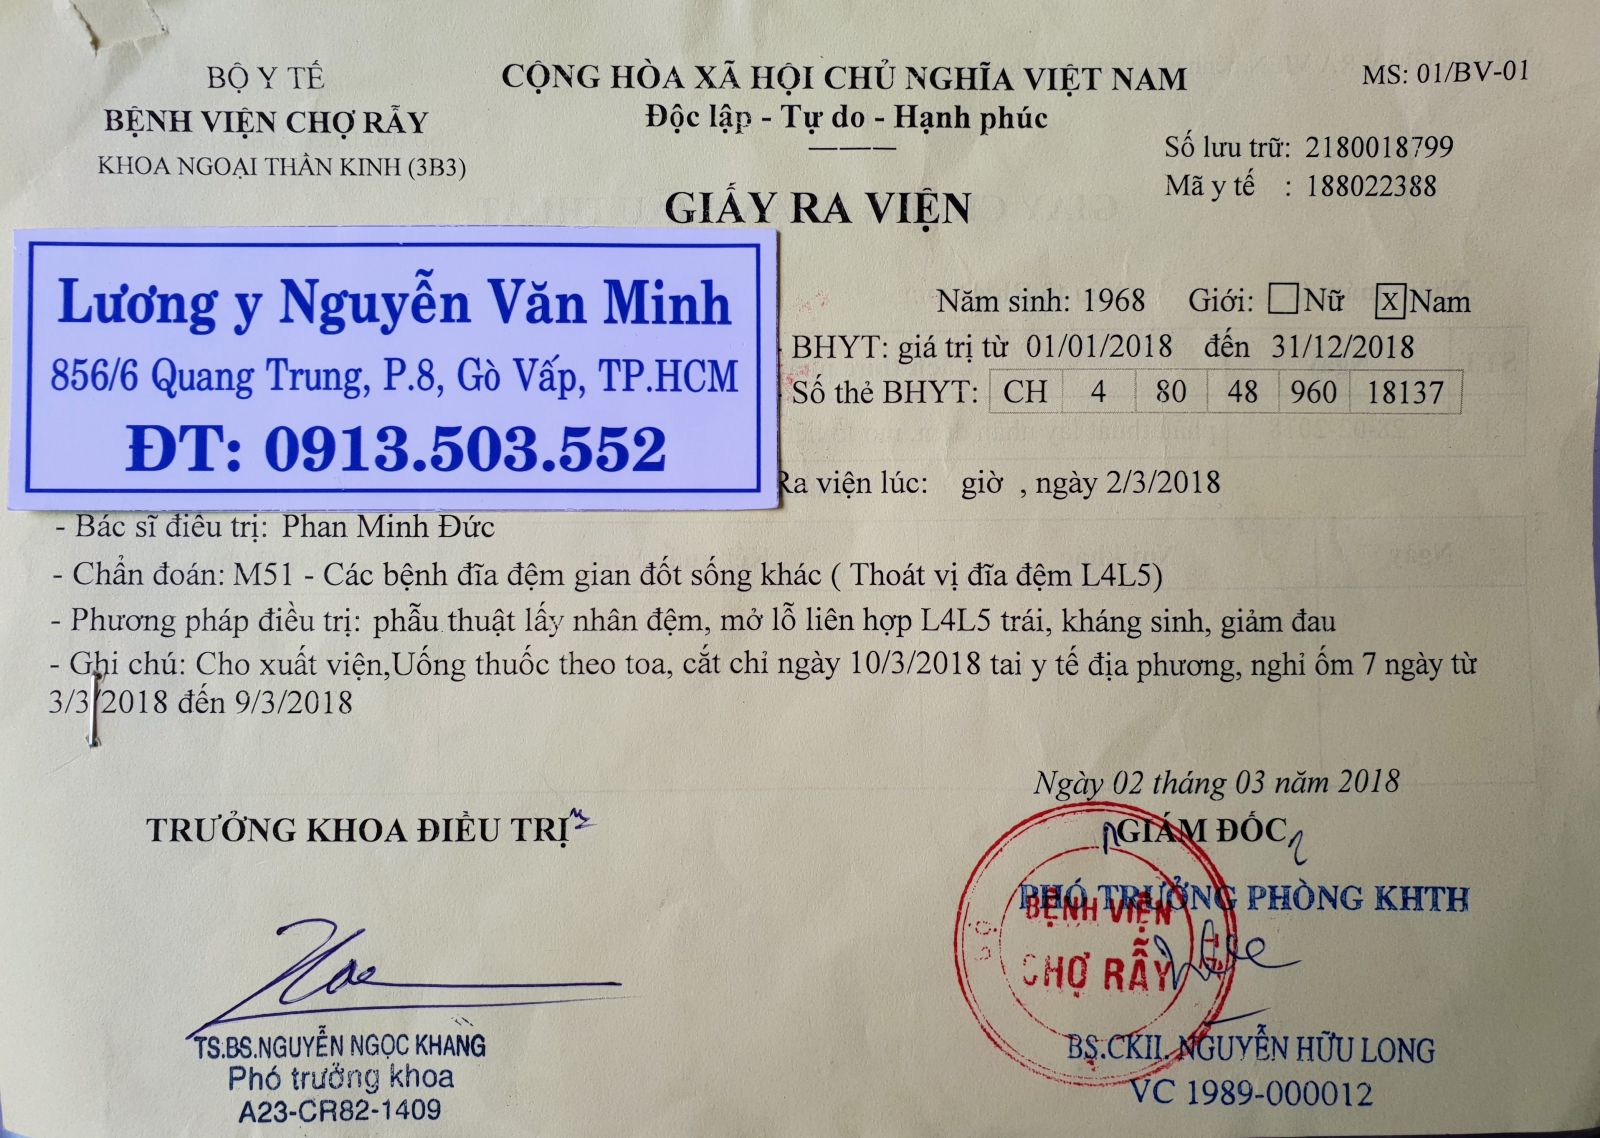 BỘ Y TẾ
BỆNH VIỆN CHỢ RẪY
KHOA NGOẠI THẦN KINH (3B3)
CỘNG HÒA XÃ HỘI CHỦ NGHĨA VIỆT NAM
Độc lập - Tự do - Hạnh phúc
MS: 01/BV-01
Số lưu trữ: 2180018799
Mã y tế : 188022388
GIẤY RA VIỆN
Lương y Nguyễn Văn Minh
856/6 Quang Trung, P.8, Gò Vấp, TP.HCM
ĐT: 0913.503.552
Năm sinh: 1968 Giới: Nữ X Nam
- BHYT: giá trị từ 01/01/2018 đến 31/12/2018
- Số thẻ BHYT: CH 4 80 48 960 18137
Ra viện lúc: giờ , ngày 2/3/2018
- Bác sĩ điều trị: Phan Minh Đức
- Chẩn đoán: M51 - Các bệnh đĩa đệm gian đốt sống khác ( Thoát vị đĩa đệm L4L5)
- Phương pháp điều trị: phẫu thuật lấy nhân đệm, mở lỗ liên hợp L4L5 trái, kháng sinh, giảm đau
- Ghi chú: Cho xuất viện,Uống thuốc theo toa, cắt chỉ ngày 10/3/2018 tai y tế địa phương, nghỉ ốm 7 ngày từ
3/3/2018 đến 9/3/2018
Ngày 02 tháng 03 năm 2018
TRƯỞNG KHOA ĐIỀU TRỊ
GIÁM ĐỐC
PHÓ TRƯỞNG PHÒNG KHTH
BỆNH VIỆN
CHỢ RẪY
TS.BS.NGUYỄN NGỌC KHANG
Phó trưởng khoa
A23-CR82-1409
BS.CKII. NGUYỄN HỮU LONG
VC 1989-000012